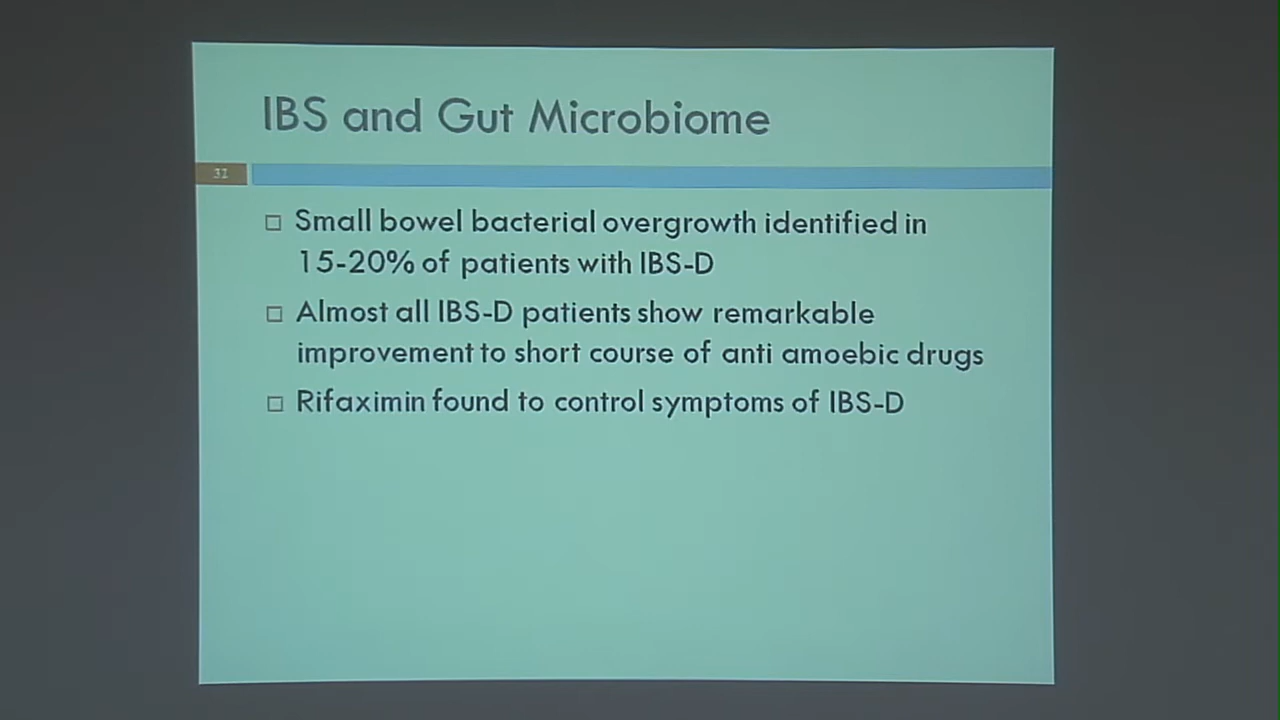 IBS and Gut Microbiome
32
Small bowel bacterial overgrowth identified in
15-20% of patients with IBS-D
Almost all IBS-D patients show remarkable
improvement to short course of anti amoebic drugs
Rifaximin found to control symptoms of IBS-D